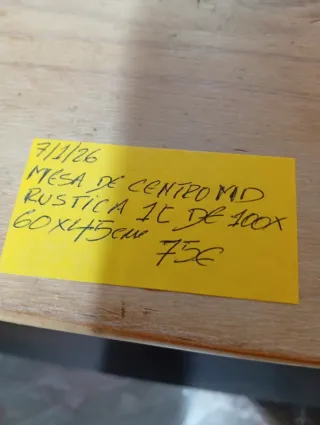 7/1/26
MESA DE CENTRO MD
RUSTICA 1C DE 100X
60X45cm
75€